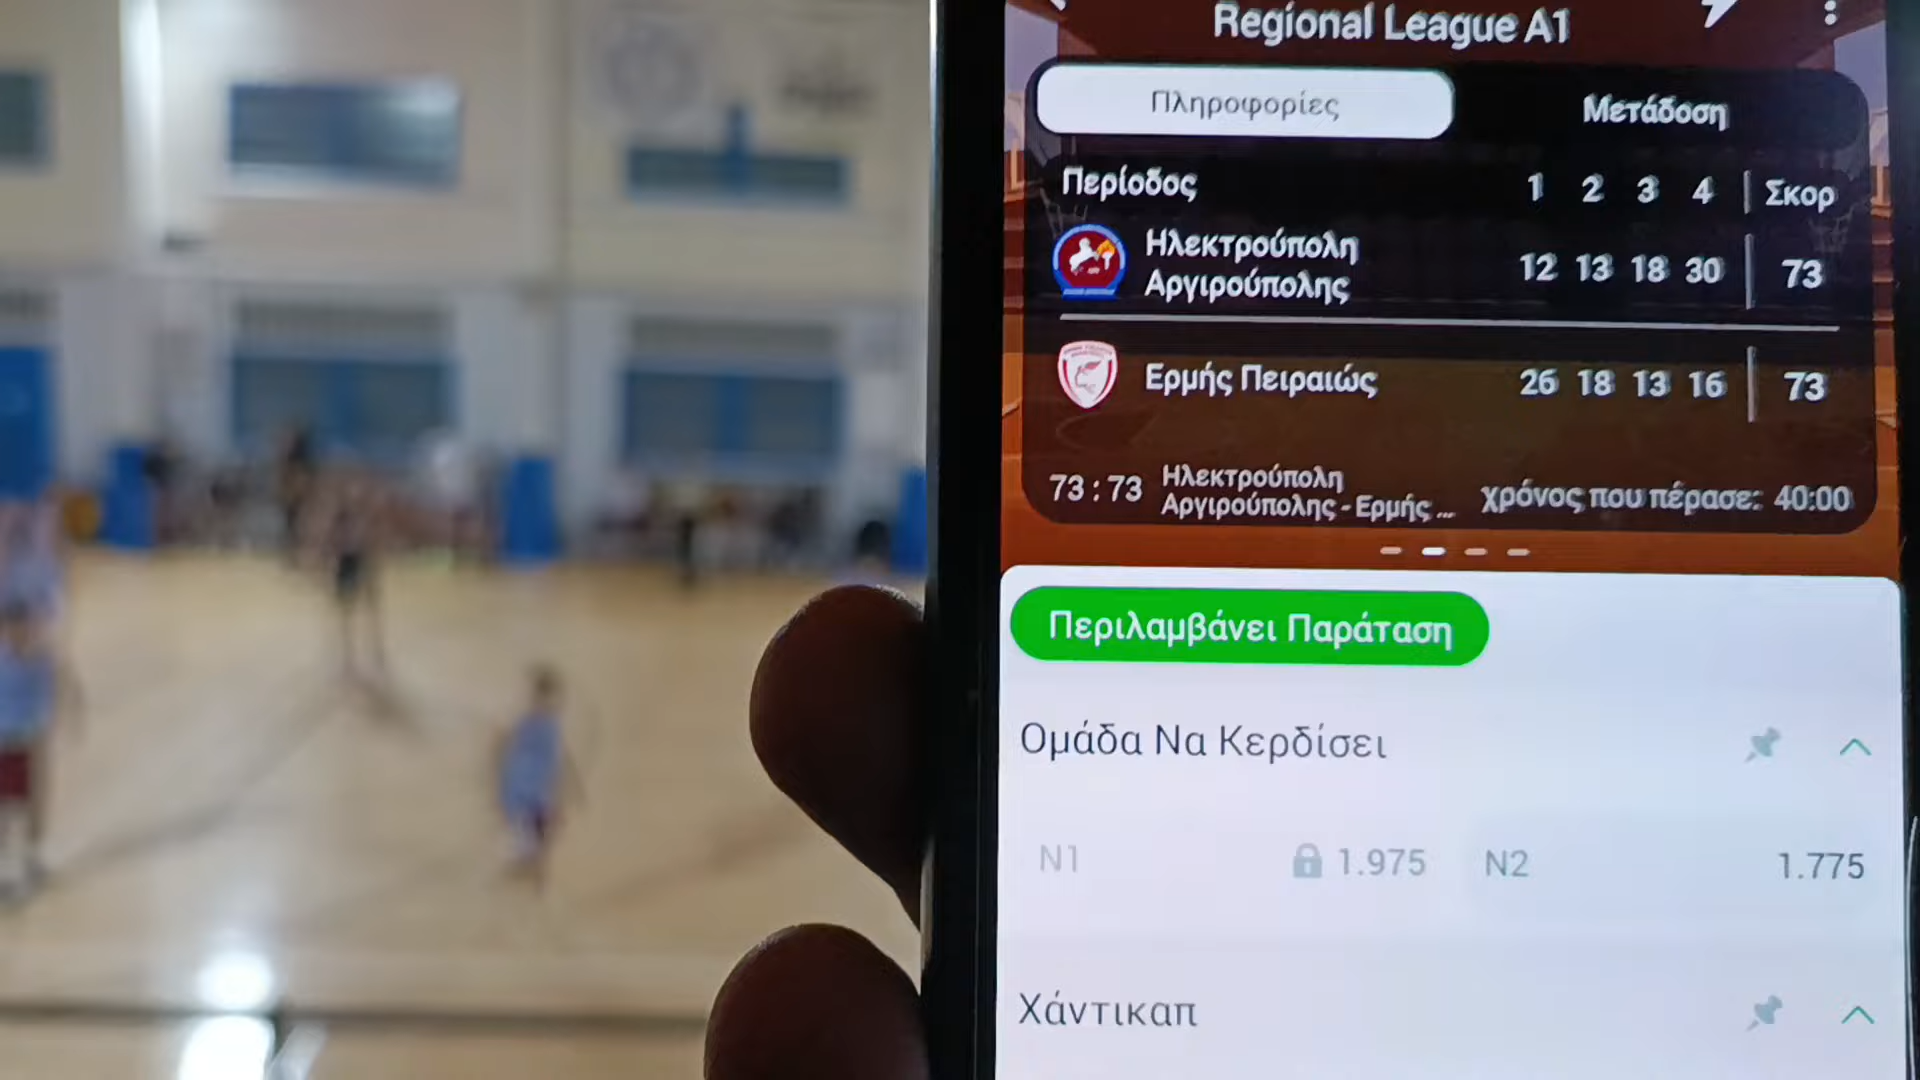 Regional League A1
Πληροφορίες Μετάδοση
Περίοδος 1 2 3 4 Σκορ
Ηλεκτρούπολη
Αργιρούπολης 12 13 18 30 73
Ερμής Πειραιώς 26 18 13 16 73
73 : 73 Ηλεκτρούπολη
Αργιρούπολης - Ερμής ... χρόνος που πέρασε: 40:00
Περιλαμβάνει Παράταση
Ομάδα Να Κερδίσει
N1 1.975 N2 1.775
Χάντικαπ